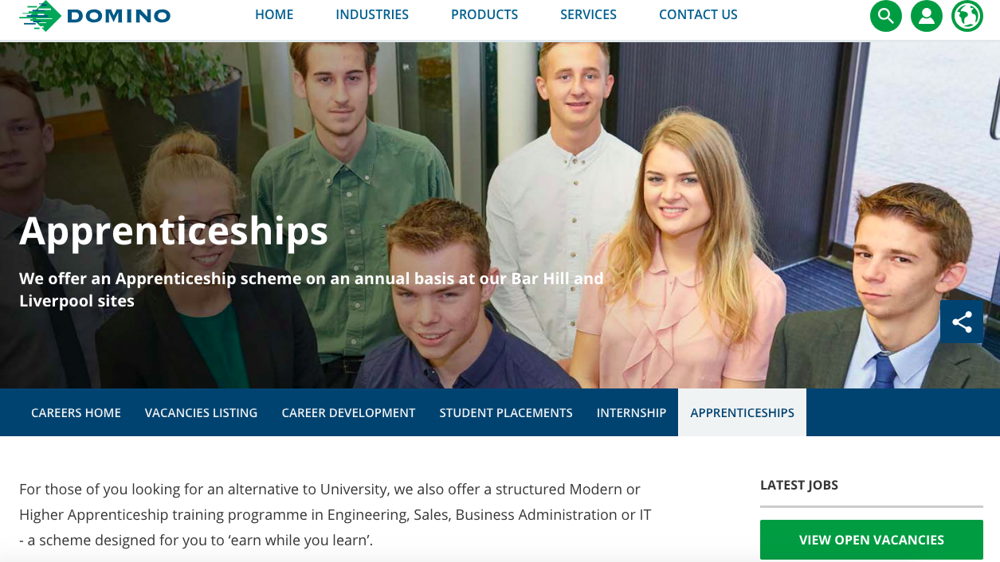 DOMINO
HOME INDUSTRIES PRODUCTS SERVICES CONTACT US
Apprenticeships
We offer an Apprenticeship scheme on an annual basis at our Bar Hill and
Liverpool sites
CAREERS HOME VACANCIES LISTING CAREER DEVELOPMENT STUDENT PLACEMENTS INTERNSHIP APPRENTICESHIPS
For those of you looking for an alternative to University, we also offer a structured Modern or
Higher Apprenticeship training programme in Engineering, Sales, Business Administration or IT
- a scheme designed for you to ‘earn while you learn’.
LATEST JOBS
VIEW OPEN VACANCIES